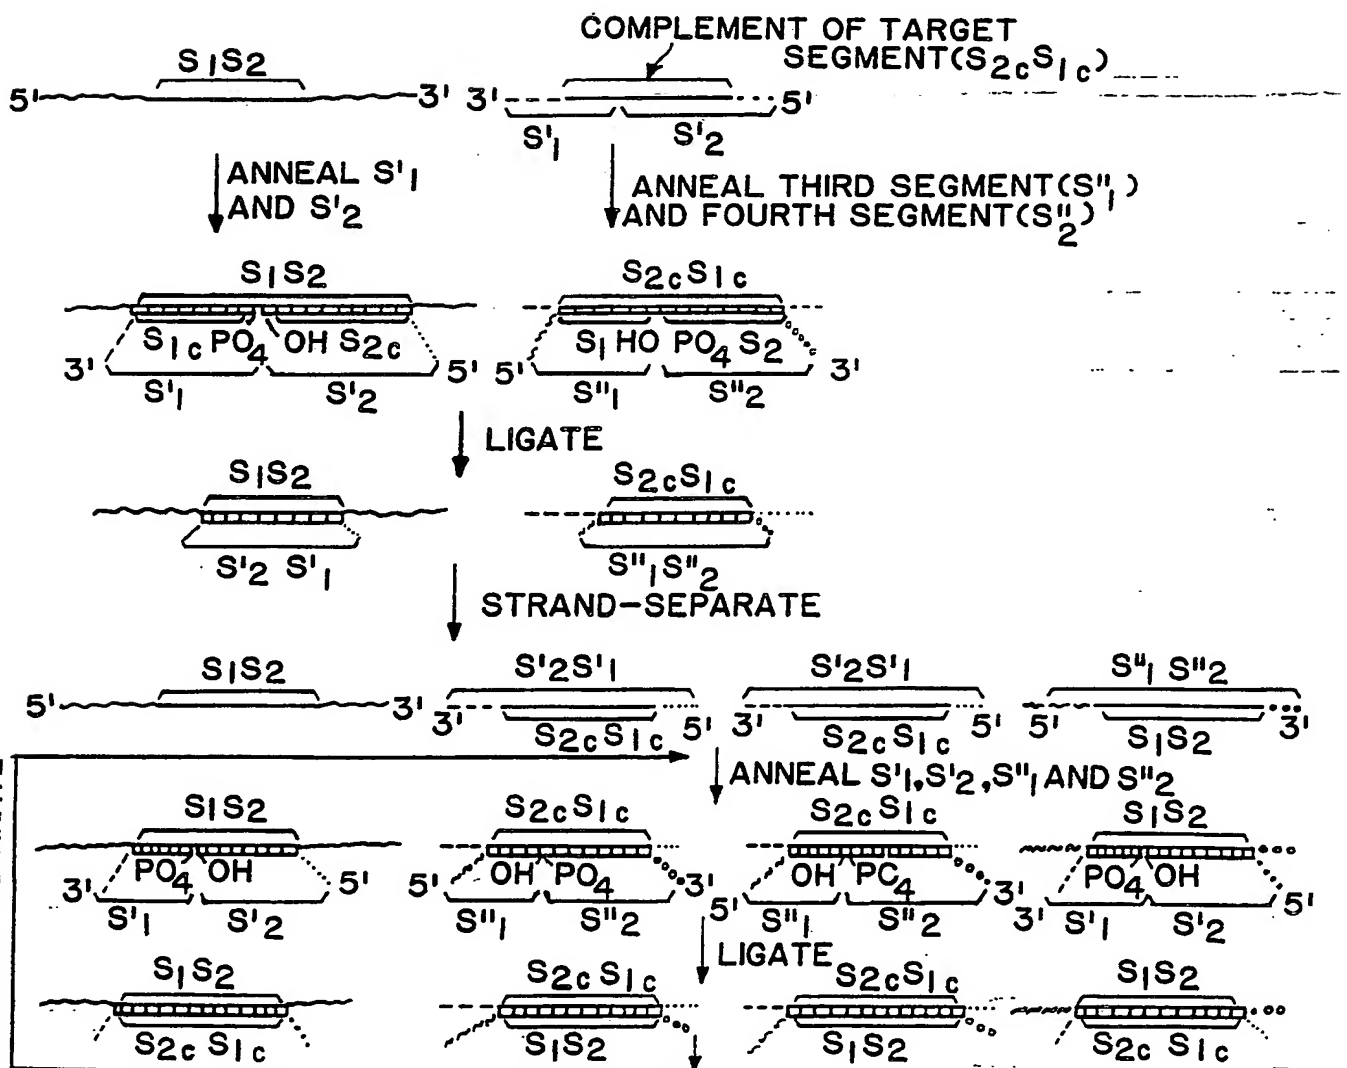 COMPLEMENT OF TARGET
SEGMENT(S2cS1c)
S1S2
5' 3' 3' 5'
S'1 S'2
ANNEAL S'1
AND S'2
ANNEAL THIRD SEGMENT(S"1)
AND FOURTH SEGMENT(S"2)
S1S2 S2cS1c
S1c PO4 OH S2c S1 HO PO4 S2
3' 5' 5' 3'
S'1 S'2 S"1 S"2
LIGATE
S1S2 S2cS1c
S'2 S'1 S"1S"2
STRAND-SEPARATE
S1S2 S'2S'1 S'2S'1 S"1 S"2
5' 3' 3' 5' 3' 5' 5' 3'
S2cS1c S2cS1c S1S2
ANNEAL S'1,S'2,S"1 AND S"2
S1S2 S2cS1c S2cS1c S1S2
PO4 OH OH PO4 OH PC4 PO4 OH
3' 5' 3' 5' 3' 3' 5'
S'1 S'2 S"1 S"2 S"1 S"2 S'1 S'2
LIGATE
S1S2 S2cS1c S2cS1c S1S2
S2c S1c S1S2 S1S2 S2c S1c